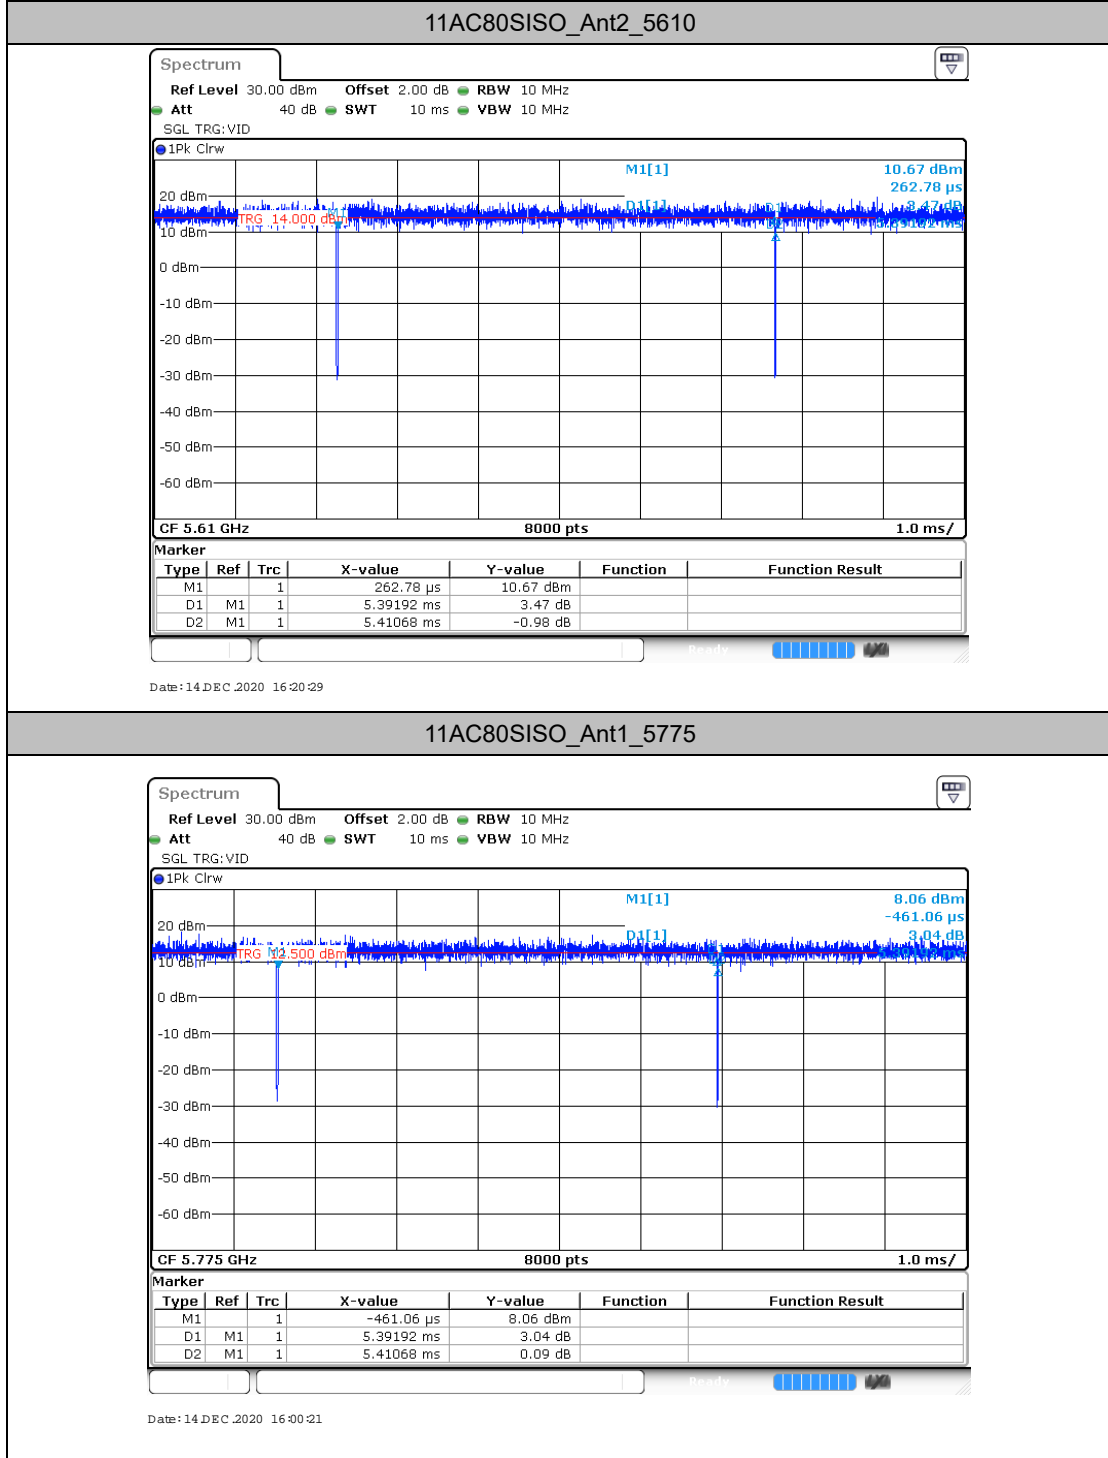 11AC80SISO_Ant2_5610
Spectrum
Ref Level 30.00 dBm Offset 2.00 dB RBW 10 MHz
Att 40 dB SWT 10 ms VBW 10 MHz
SGL TRG:VID
1Pk Clrw
M1[1] 10.67 dBm
262.78 µs
20 dBm
D1[1] 3.47 dB
M1 D1
TRG 14.000 dBm
D2
10 dBm
0 dBm
-10 dBm
-20 dBm
-30 dBm
-40 dBm
-50 dBm
-60 dBm
CF 5.61 GHz 8000 pts 1.0 ms/
Marker
Type Ref Trc X-value Y-value Function Function Result
M1 1 262.78 µs 10.67 dBm
D1 M1 1 5.39192 ms 3.47 dB
D2 M1 1 5.41068 ms -0.98 dB
Ready
Date: 14.DEC.2020 16:20:29
11AC80SISO_Ant1_5775
Spectrum
Ref Level 30.00 dBm Offset 2.00 dB RBW 10 MHz
Att 40 dB SWT 10 ms VBW 10 MHz
SGL TRG:VID
1Pk Clrw
M1[1] 8.06 dBm
-461.06 µs
20 dBm
D1[1] 3.04 dB
M1
TRG 12.500 dBm
10 dBm
0 dBm
-10 dBm
-20 dBm
-30 dBm
-40 dBm
-50 dBm
-60 dBm
CF 5.775 GHz 8000 pts 1.0 ms/
Marker
Type Ref Trc X-value Y-value Function Function Result
M1 1 -461.06 µs 8.06 dBm
D1 M1 1 5.39192 ms 3.04 dB
D2 M1 1 5.41068 ms 0.09 dB
Ready
Date: 14.DEC.2020 16:00:21